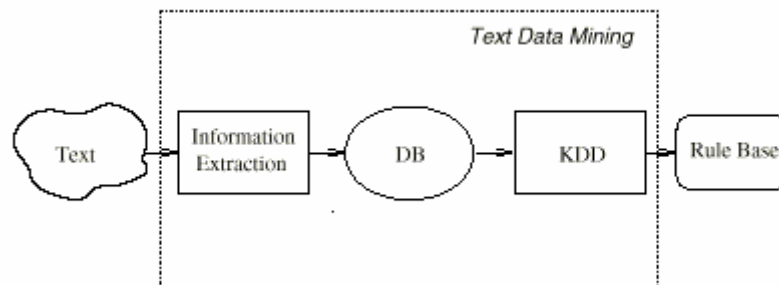 Text Data Mining
Text
Information
Extraction
DB
KDD
Rule Base